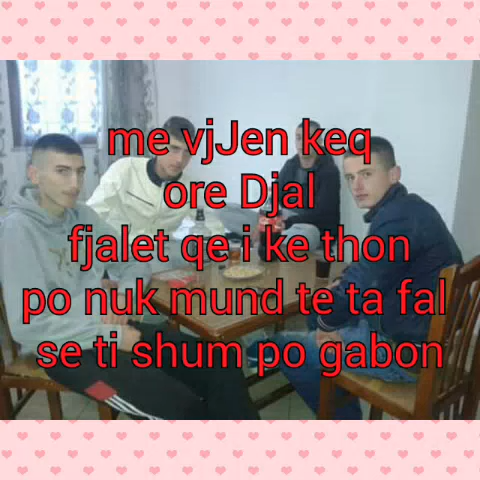 me vjJen keq
ore Djal
fjalet qe i ke thon
po nuk mund te ta fal
se ti shum po gabon